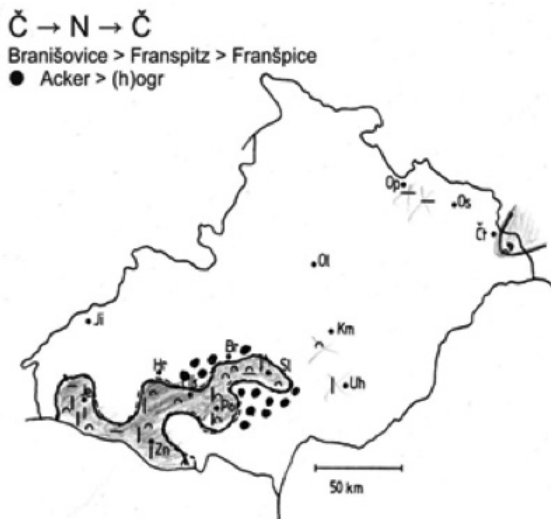 Č → N → Č
Branišovice > Franspitz > Franšpice
● Acker > (h)ogr
Op
Os
Čt
Ol
Ji
Km
Br
Hr
Sl
Uh
Zn
50 km